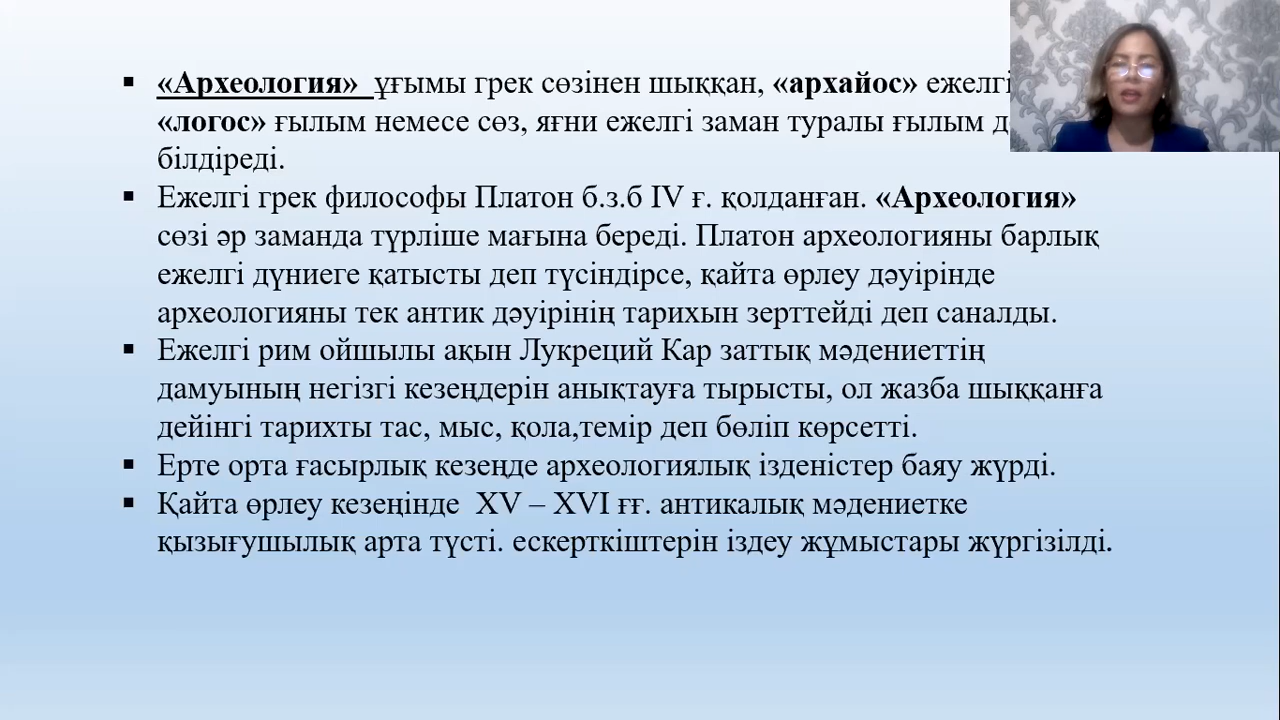 «Археология» ұғымы грек сөзінен шыққан, «архайос» ежелгі
«логос» ғылым немесе сөз, яғни ежелгі заман туралы ғылым
білдіреді.
Ежелгі грек философы Платон б.з.б IV ғ. қолданған. «Археология»
сөзі әр заманда түрліше мағына береді. Платон археологияны барлық
ежелгі дүниеге қатысты деп түсіндірсе, қайта өрлеу дәуірінде
археологияны тек антик дәуірінің тарихын зерттейді деп саналды.
Ежелгі рим ойшылы ақын Лукреций Кар заттық мәдениеттің
дамуының негізгі кезеңдерін анықтауға тырысты, ол жазба шыққанға
дейінгі тарихты тас, мыс, қола,темір деп бөліп көрсетті.
Ерте орта ғасырлық кезеңде археологиялық ізденістер баяу жүрді.
Қайта өрлеу кезеңінде XV – XVI ғғ. антикалық мәдениетке
қызығушылық арта түсті. ескерткіштерін іздеу жұмыстары жүргізілді.